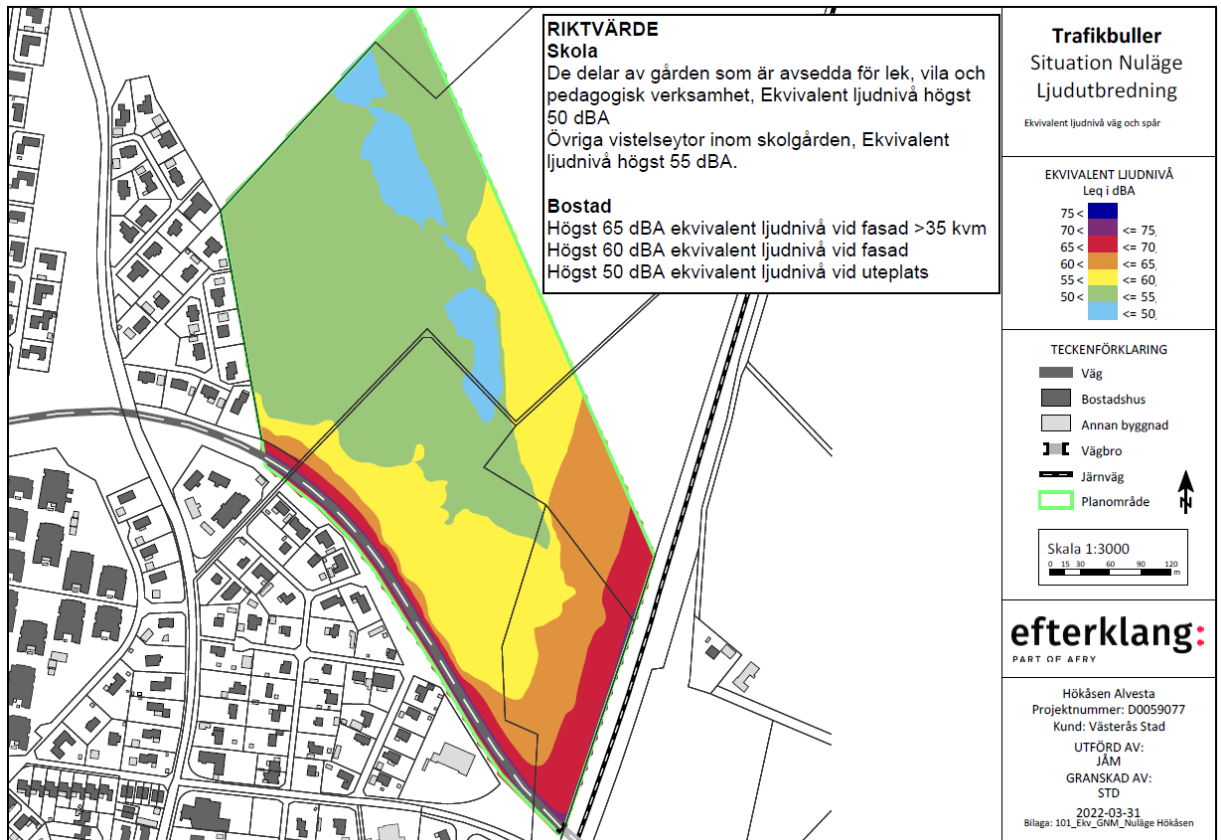 RIKTVÄRDE
Skola
De delar av gården som är avsedda för lek, vila och
pedagogisk verksamhet, Ekvivalent ljudnivå högst
50 dBA
Övriga vistelseytor inom skolgården, Ekvivalent
ljudnivå högst 55 dBA.
Bostad
Högst 65 dBA ekvivalent ljudnivå vid fasad >35 kvm
Högst 60 dBA ekvivalent ljudnivå vid fasad
Högst 50 dBA ekvivalent ljudnivå vid uteplats
Trafikbuller
Situation Nuläge
Ljudutbredning
Ekvivalent ljudnivå väg och spår
EKVIVALENT LJUDNIVÅ
Leq i dBA
75 <
70 < <= 75
65 < <= 70
60 < <= 65
55 < <= 60
50 < <= 55
<= 50
TECKENFÖRKLARING
Väg
Bostadshus
Annan byggnad
Vägbro
Järnväg
Planområde
N
Skala 1:3000
0 15 30 60 90 120
m
efterklang:
PART OF AFRY
Hökåsen Alvesta
Projektnummer: D0059077
Kund: Västerås Stad
UTFÖRD AV:
JÅM
GRANSKAD AV:
STD
2022-03-31
Bilaga: 101_Ekv_GNM_Nuläge Hökåsen